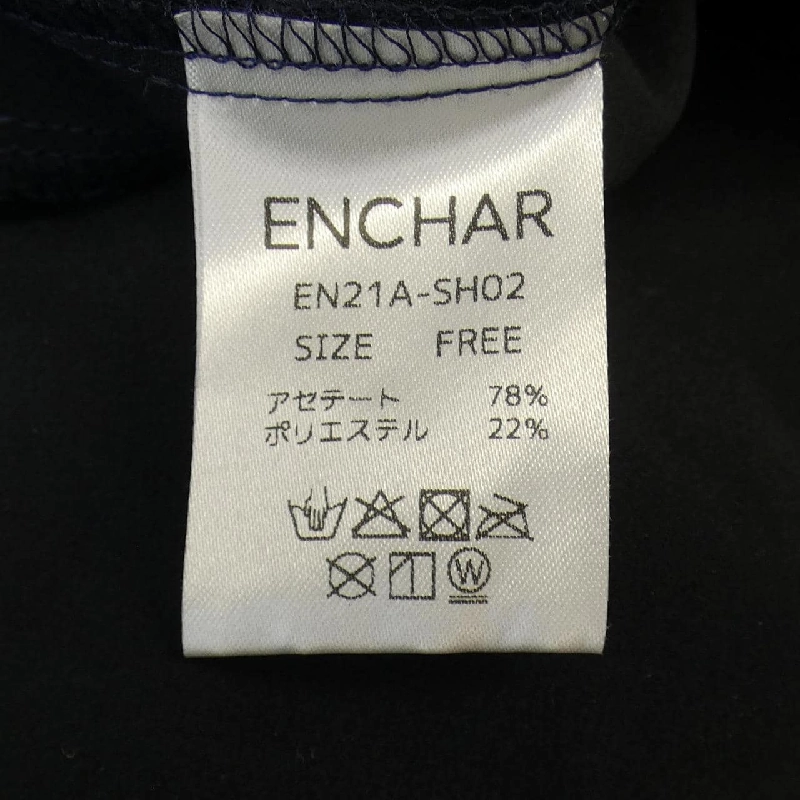 ENCHAR
EN21A-SH02
SIZE FREE
アセテート 78%
ポリエステル 22%
W